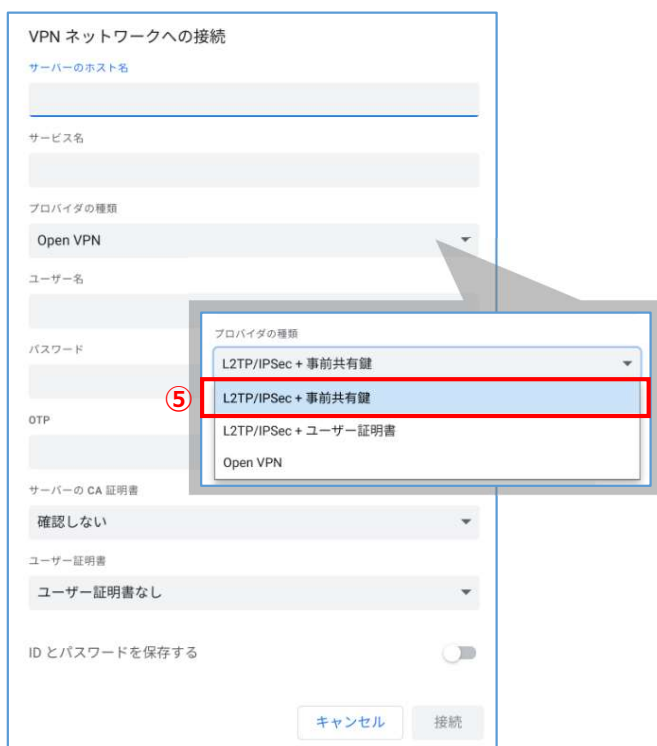 VPN ネットワークへの接続
サーバーのホスト名
サービス名
プロバイダの種類
Open VPN
ユーザー名
パスワード
OTP
サーバーの CA 証明書
確認しない
ユーザー証明書
ユーザー証明書なし
ID とパスワードを保存する
キャンセル
接続
プロバイダの種類
L2TP/IPSec + 事前共有鍵
⑤
L2TP/IPSec + 事前共有鍵
L2TP/IPSec + ユーザー証明書
Open VPN